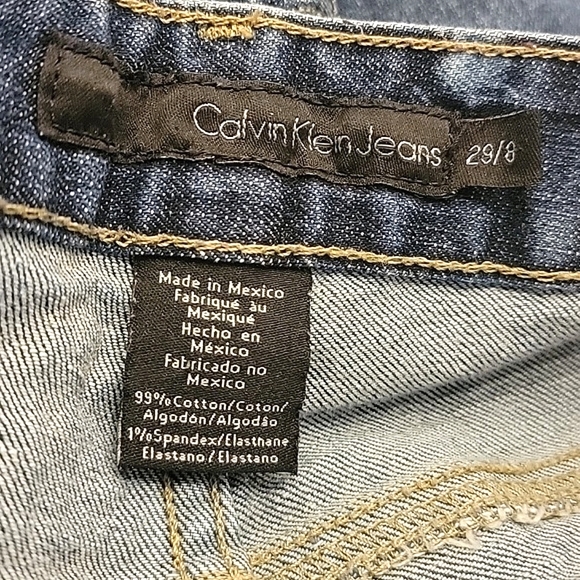 Calvin Klein Jeans 29/8
Made in Mexico
Fabriqué au
Mexique
Hecho en
México
Fabricado no
Mexico
99%Cotton/Coton/
Algodón/Algodão
1%Spandex/Elasthane
Elastano/Elastano